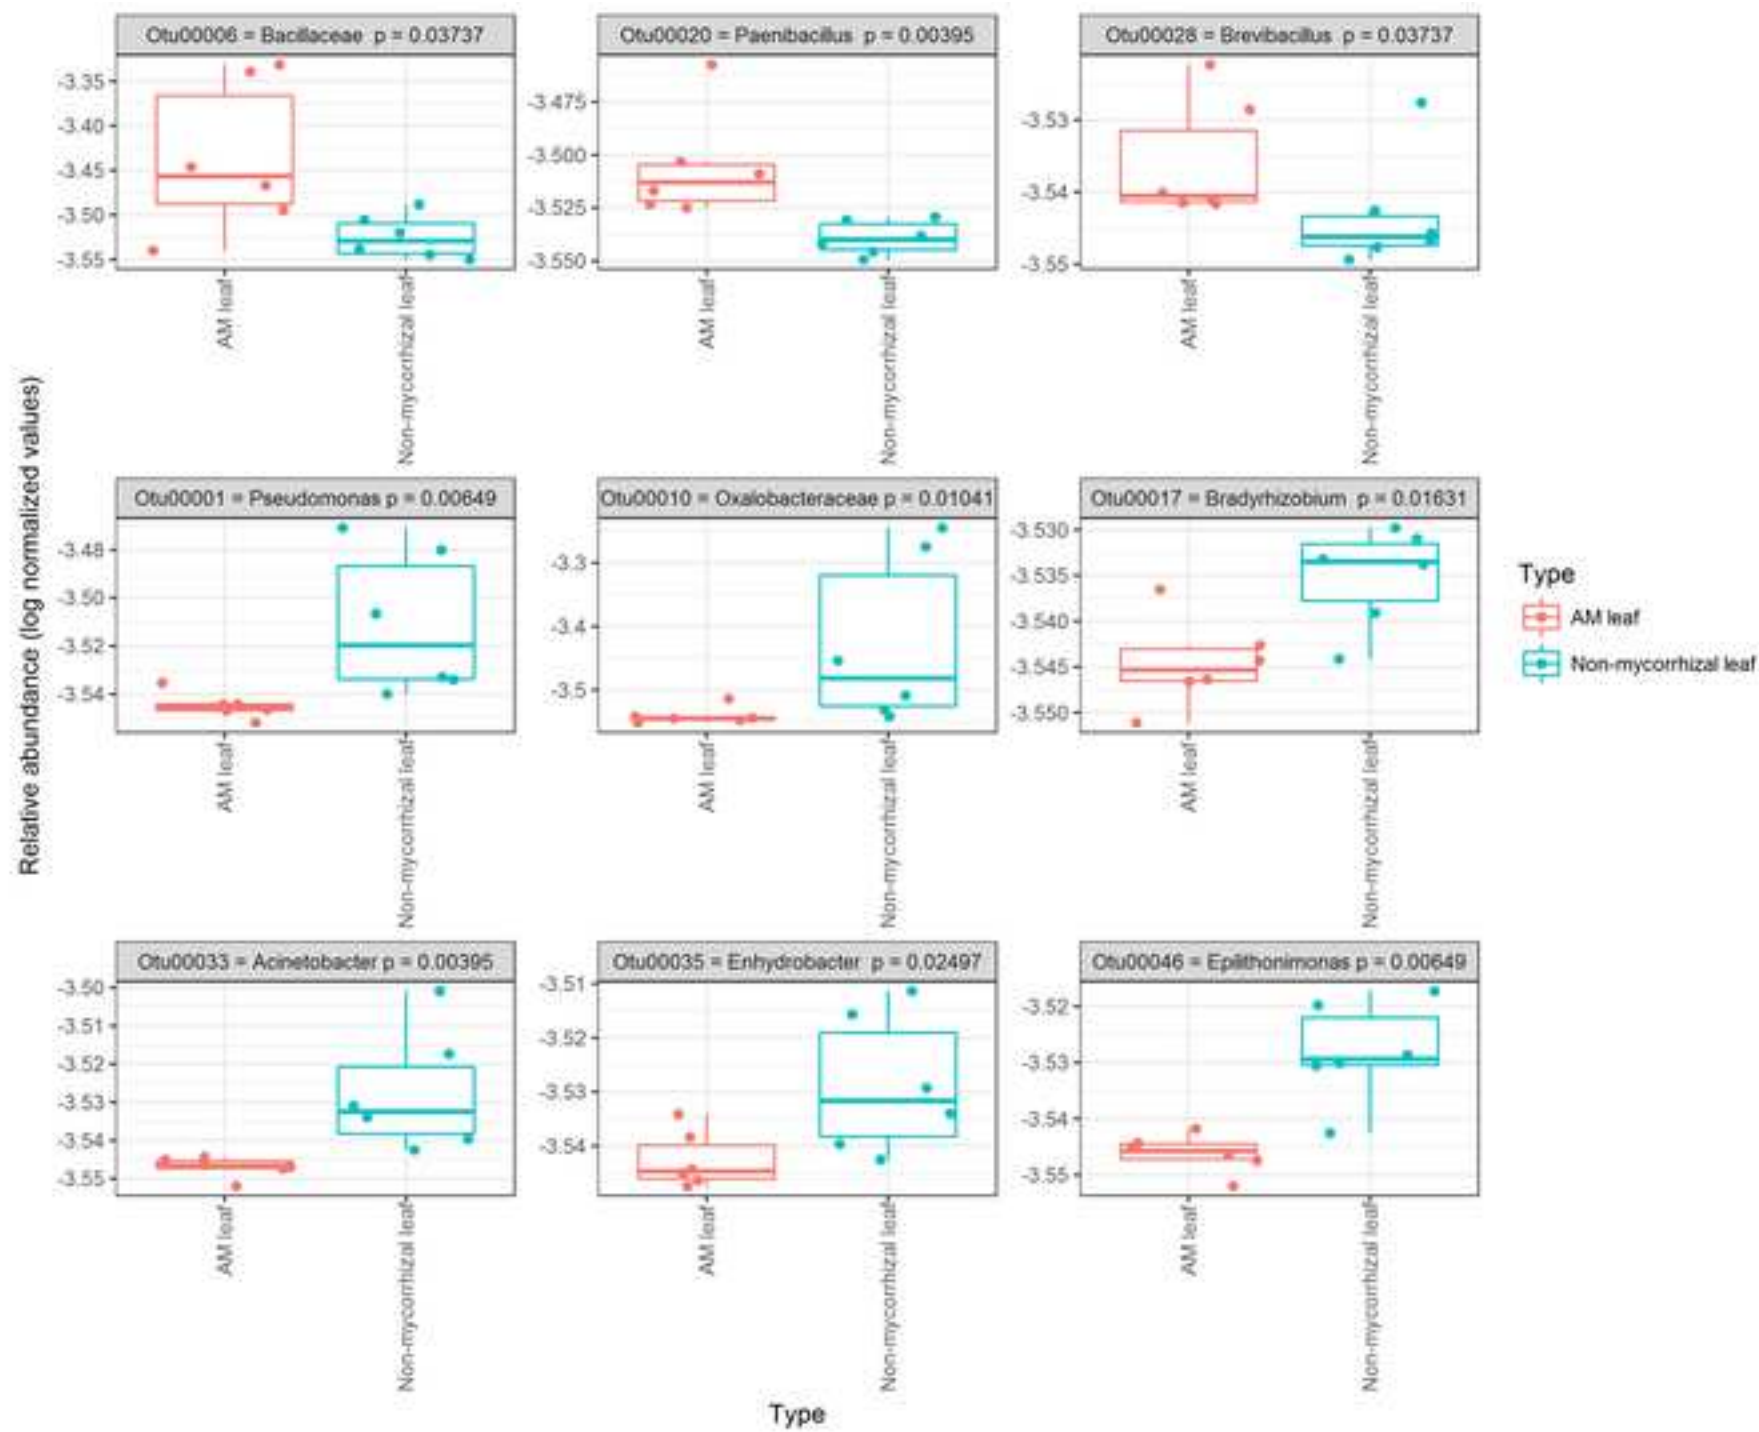 Otu00006 = Bacillaceae p = 0.03737
Otu00020 = Paenibacillus p = 0.00395
Otu00028 = Brevibacillus p = 0.03737
-3.35
-3.40
-3.45
-3.50
-3.55
-3.475
-3.500
-3.525
-3.550
-3.53
-3.54
-3.55
AM leaf
Non-mycorrhizal leaf
AM leaf
Non-mycorrhizal leaf
AM leaf
Non-mycorrhizal leaf
Relative abundance (log normalized values)
Otu00001 = Pseudomonas p = 0.00649
Otu00010 = Oxalobacteraceae p = 0.01041
Otu00017 = Bradyrhizobium p = 0.01631
-3.48
-3.50
-3.52
-3.54
-3.3
-3.4
-3.5
-3.530
-3.535
-3.540
-3.545
-3.550
AM leaf
Non-mycorrhizal leaf
AM leaf
Non-mycorrhizal leaf
AM leaf
Non-mycorrhizal leaf
Type
AM leaf
Non-mycorrhizal leaf
Otu00033 = Acinetobacter p = 0.00395
Otu00035 = Enhydrobacter p = 0.02497
Otu00046 = Epilithonimonas p = 0.00649
-3.50
-3.51
-3.52
-3.53
-3.54
-3.55
-3.51
-3.52
-3.53
-3.54
-3.52
-3.53
-3.54
-3.55
AM leaf
Non-mycorrhizal leaf
AM leaf
Non-mycorrhizal leaf
AM leaf
Non-mycorrhizal leaf
Type